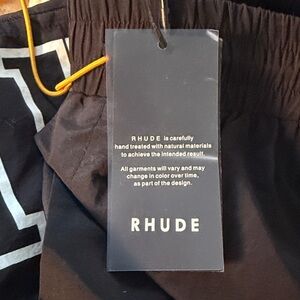 RHUDE is carefully
hand treated with natural materials
to achieve the intended result.
All garments will vary and may
change in color over time,
as part of the design.
RHUDE